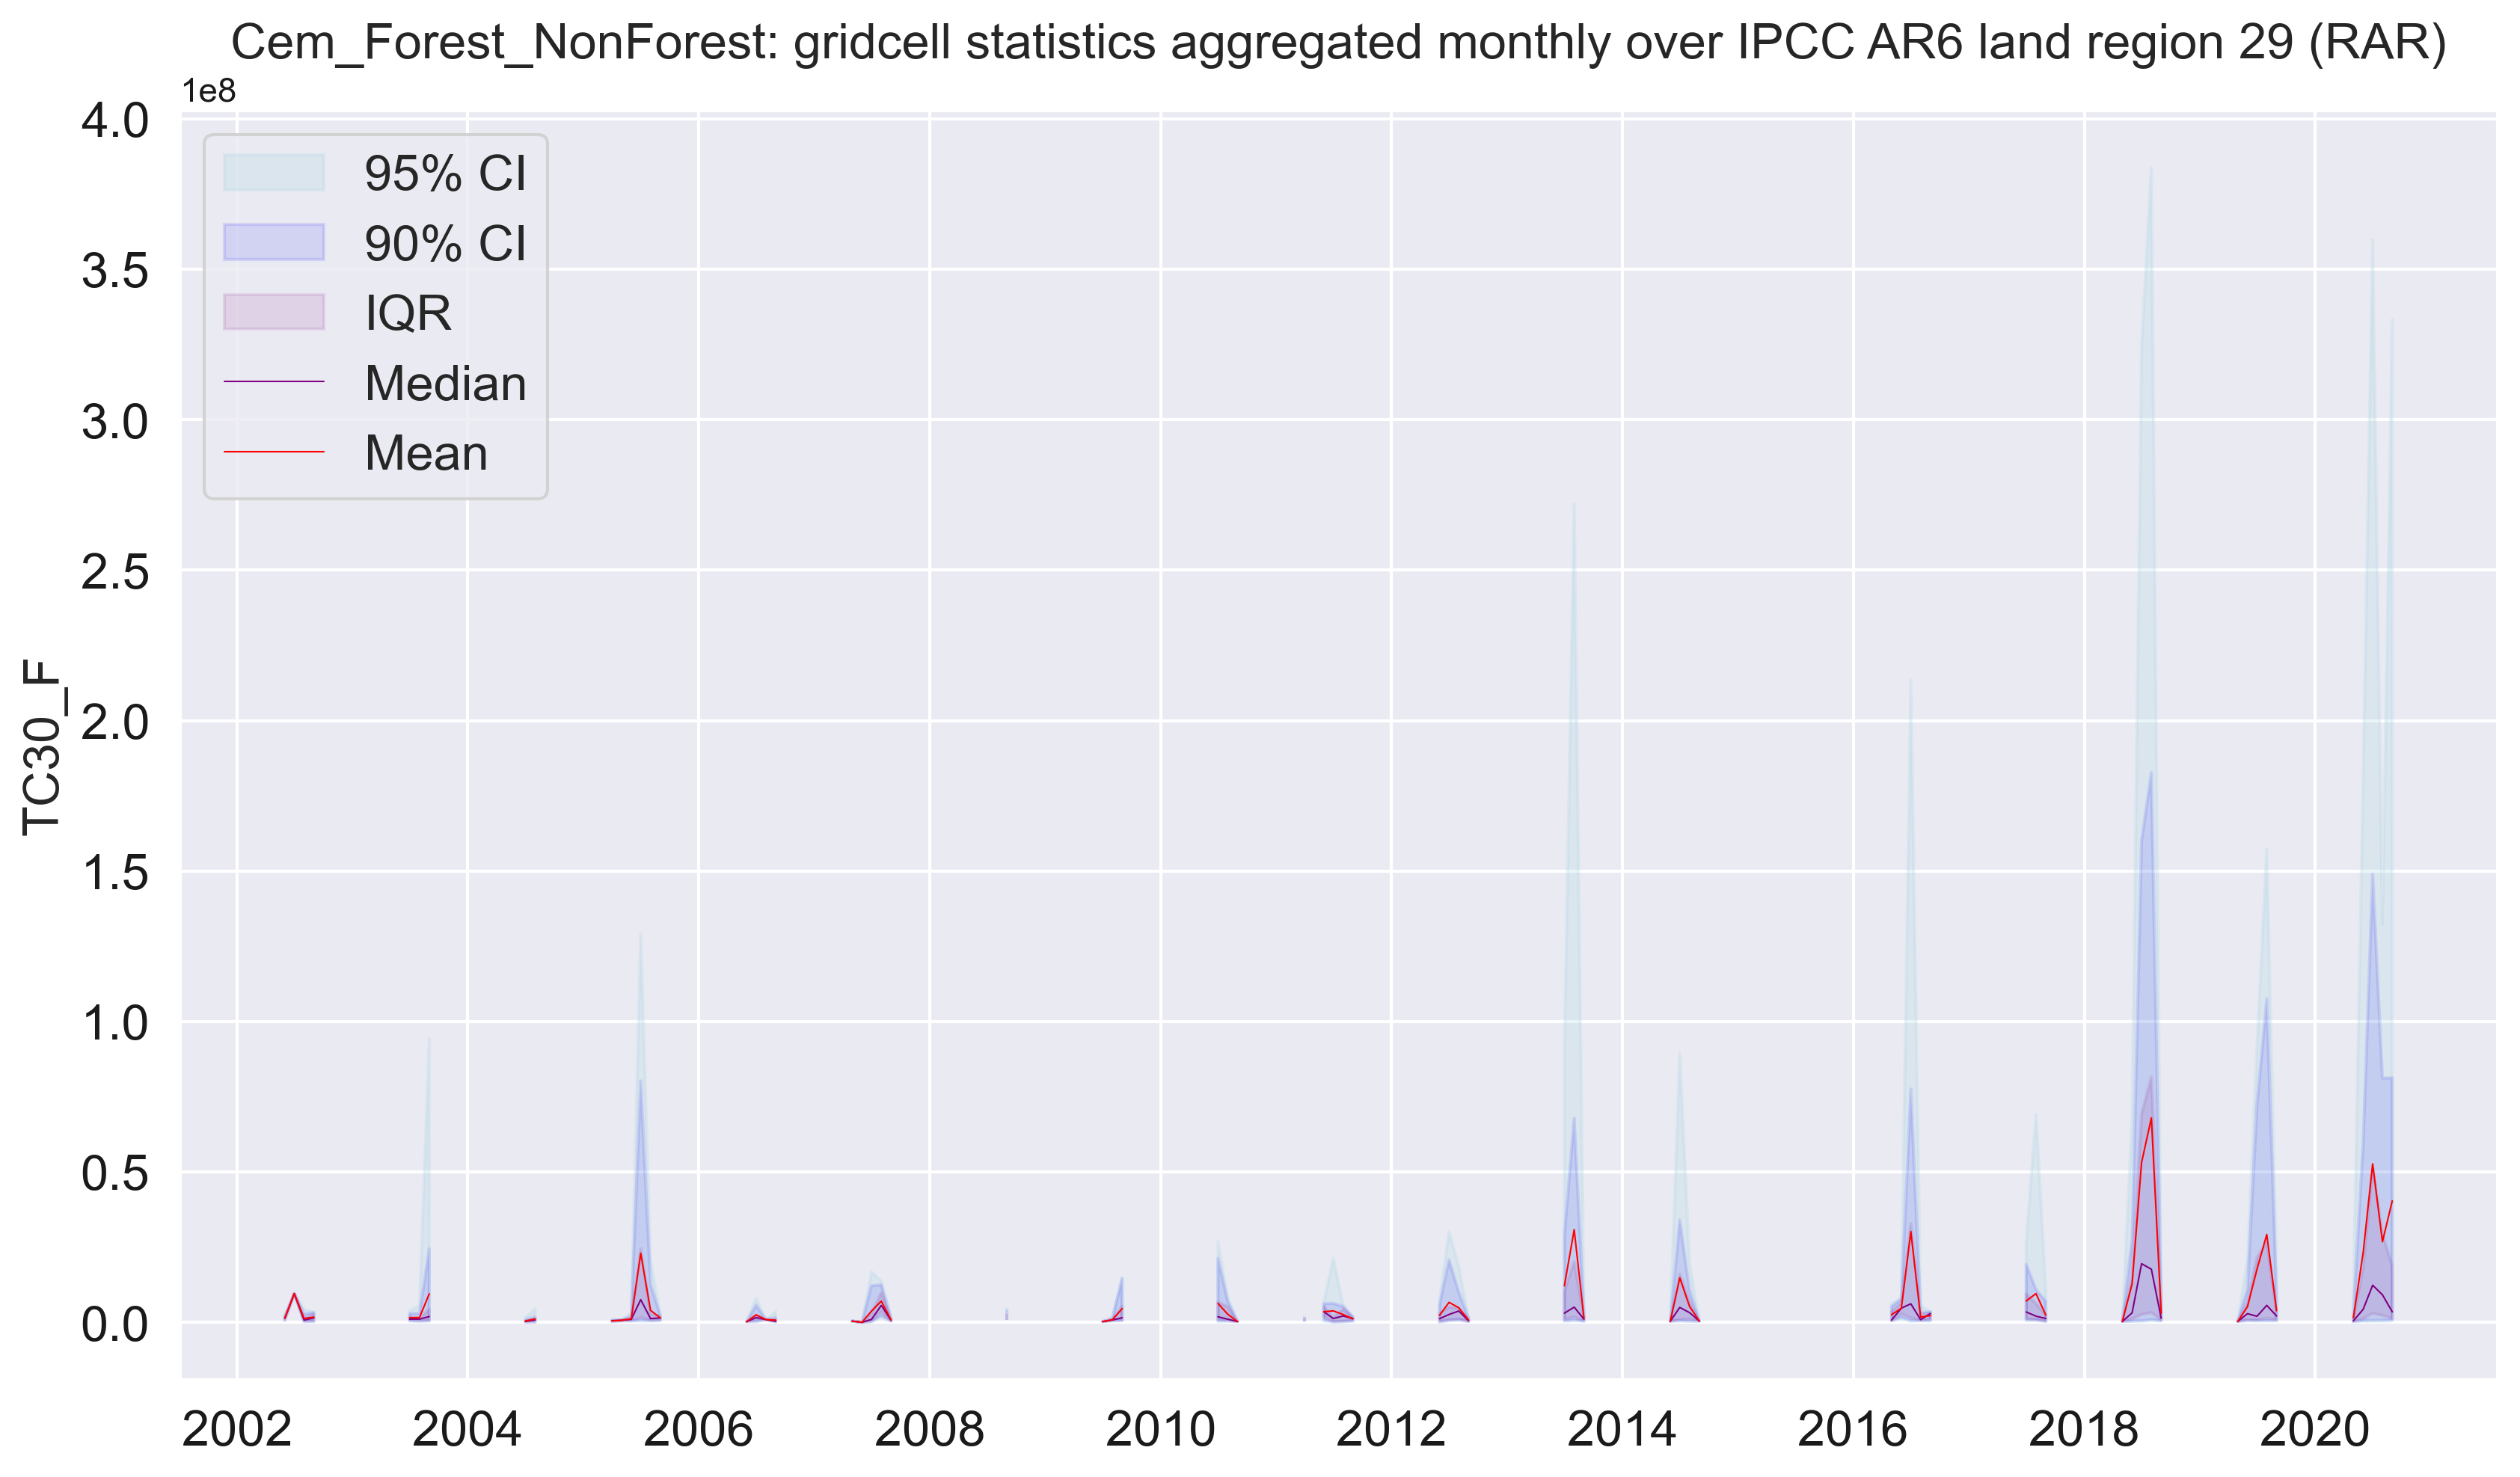 Cem_Forest_NonForest: gridcell statistics aggregated monthly over IPCC AR6 land region 29 (RAR)
1e8
4.0
3.5
3.0
2.5
2.0
1.5
1.0
0.5
0.0
TC30_F
95% CI
90% CI
IQR
Median
Mean
2002 2004 2006 2008 2010 2012 2014 2016 2018 2020